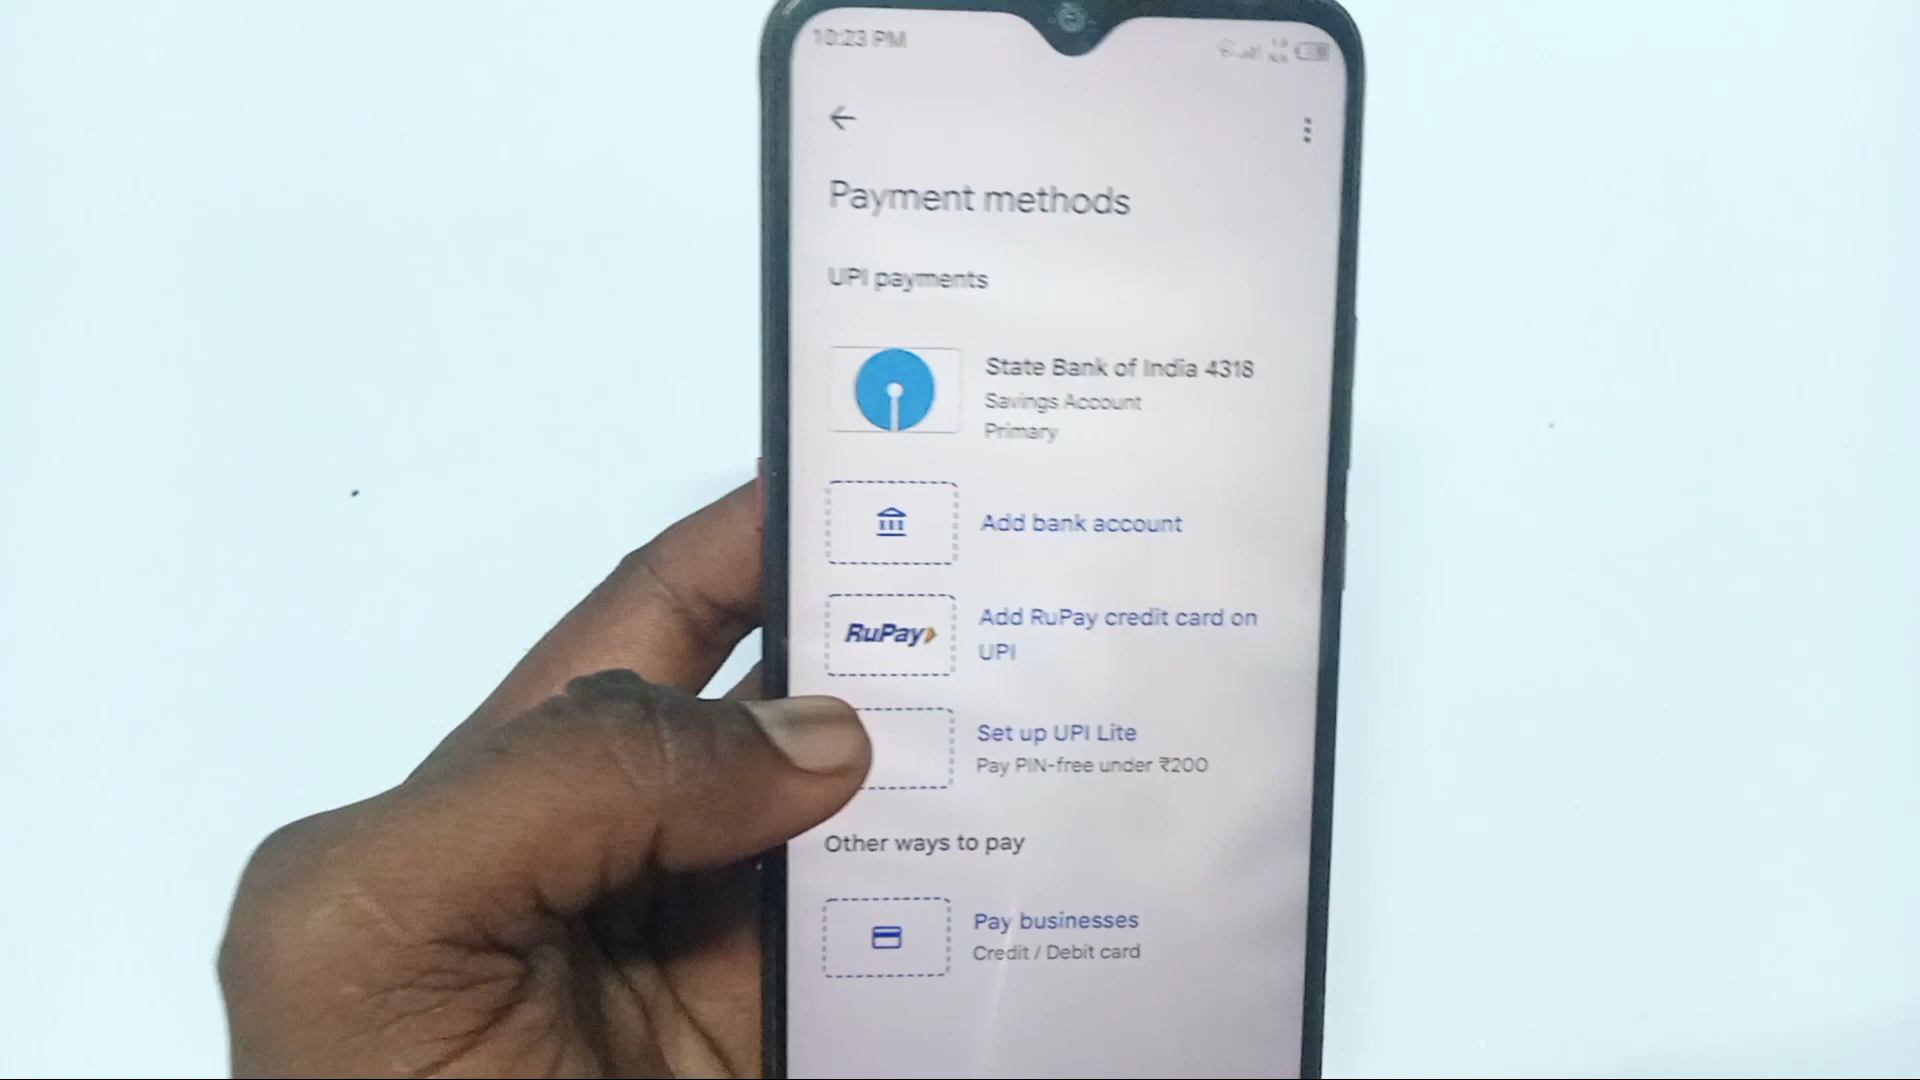 10:23 PM
Payment methods
UPI payments
State Bank of India 4318
Savings Account
Primary
Add bank account
RuPay
Add RuPay credit card on
UPI
Set up UPI Lite
Pay PIN-free under ₹200
Other ways to pay
Pay businesses
Credit / Debit card